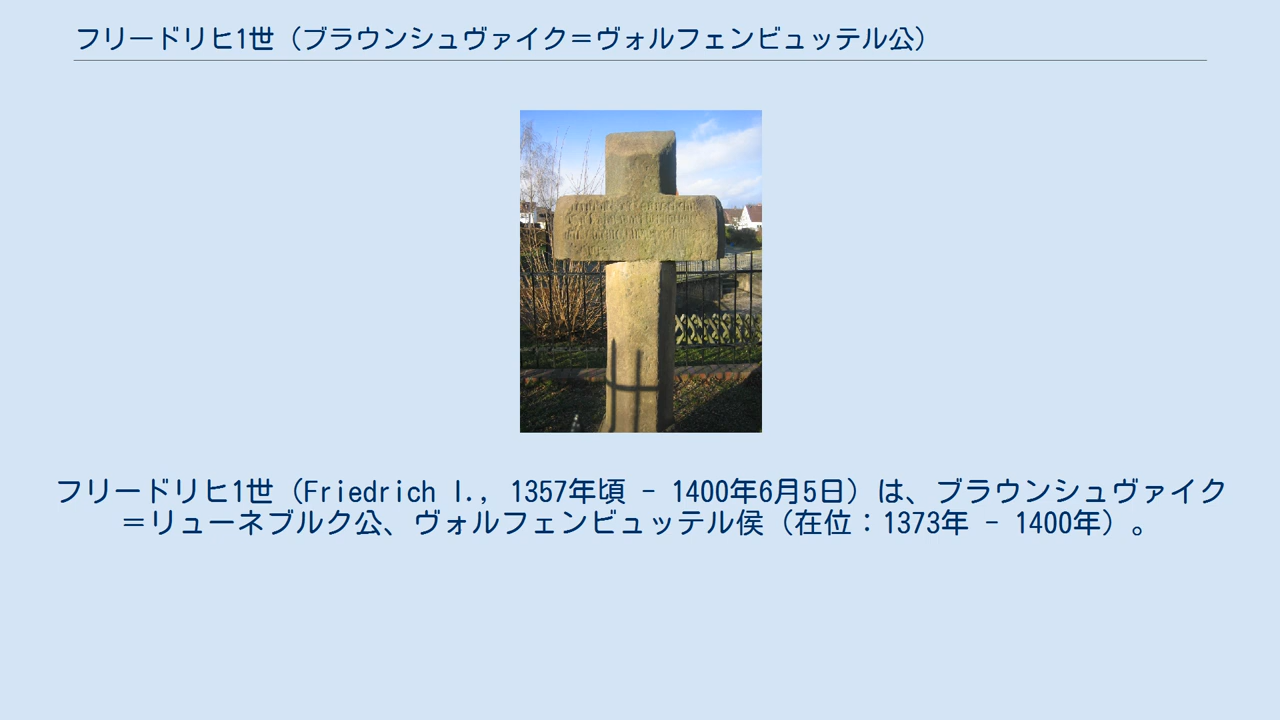 フリードリヒ1世（ブラウンシュヴァイク＝ヴォルフェンビュッテル公）
フリードリヒ1世（Friedrich I., 1357年頃 - 1400年6月5日）は、ブラウンシュヴァイク
＝リューネブルク公、ヴォルフェンビュッテル侯（在位：1373年 - 1400年）。